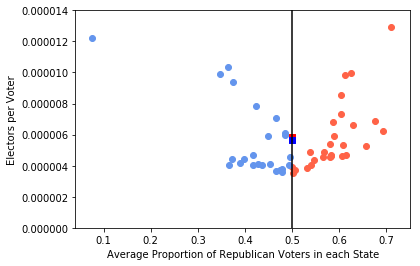 0.000014
0.000012
0.000010
0.000008
0.000006
0.000004
0.000002
0.000000
Electors per Voter
0.1 0.2 0.3 0.4 0.5 0.6 0.7
Average Proportion of Republican Voters in each State